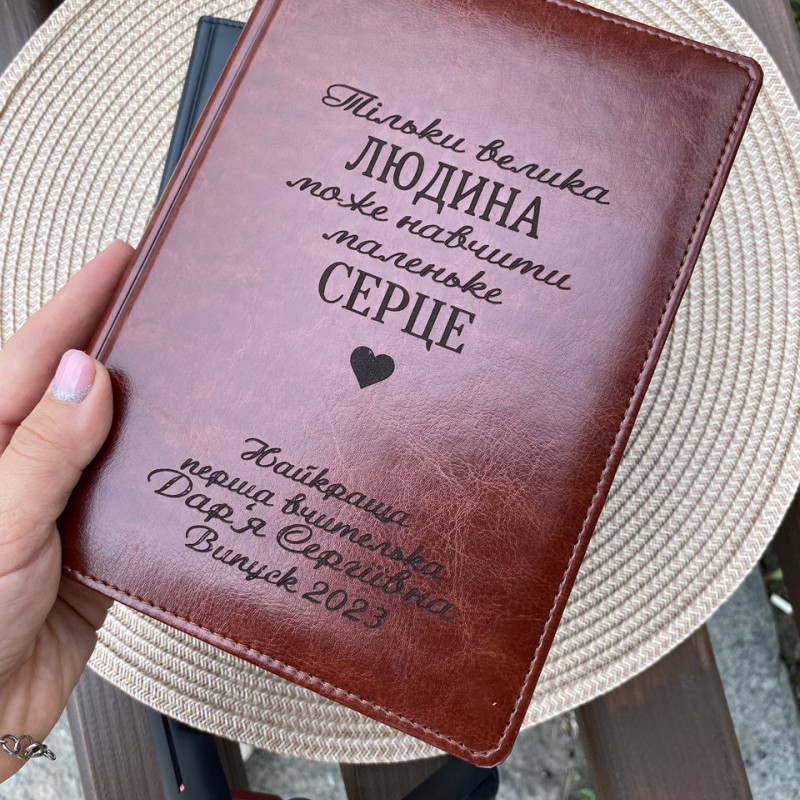 Тільки велика
ЛЮДИНА
може навчити
маленьке
СЕРЦЕ
Найкраща
перша вчителька
Дар'я Сергіївна
Випуск 2023